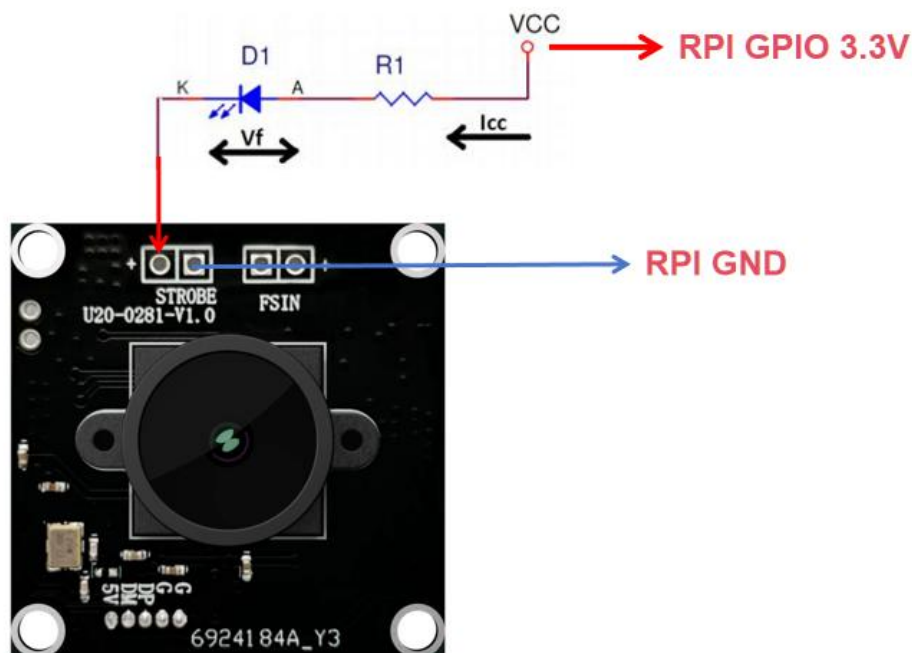 VCC
RPI GPIO 3.3V
D1
R1
K
A
Icc
Vf
+
+
RPI GND
STROBE
FSIN
U20-0281-V1.0
5V
DM
DP
G
G
6924184A_Y3